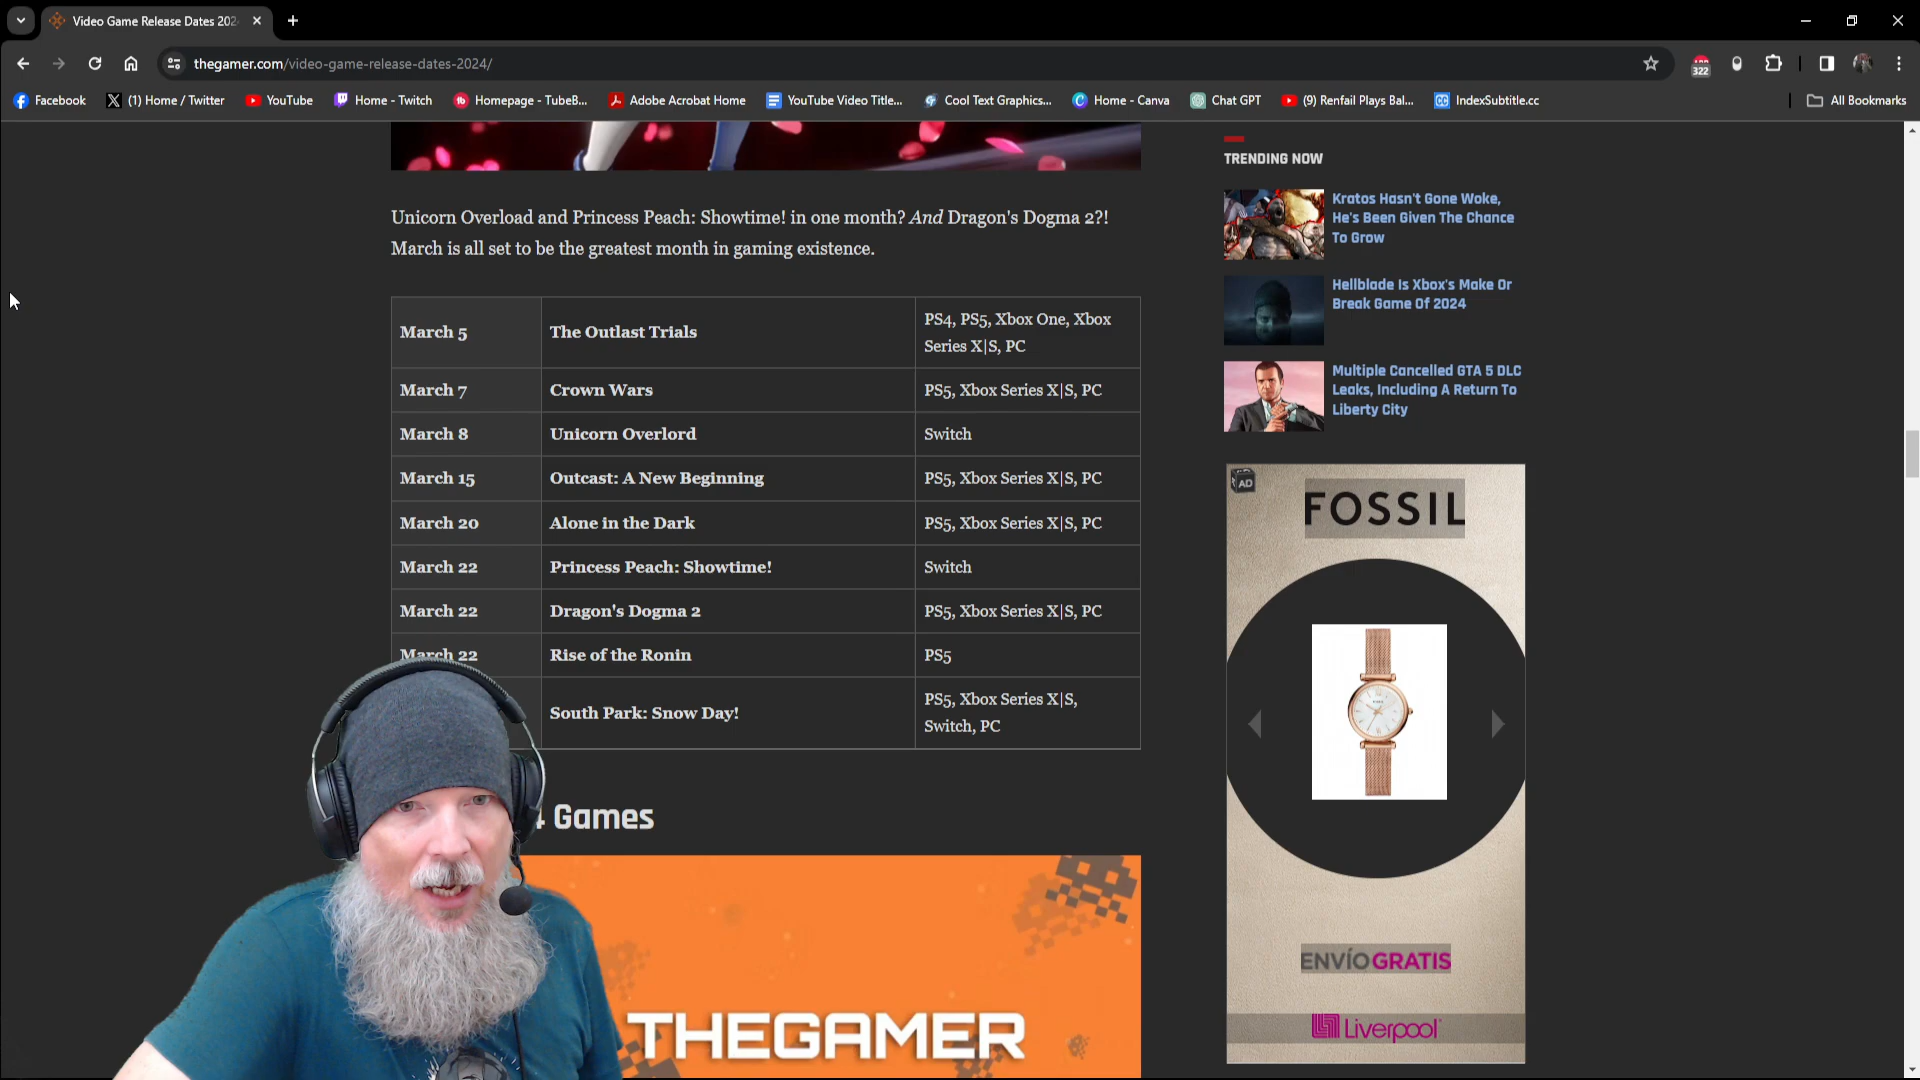 Video Game Release Dates 202
thegamer.com/video-game-release-dates-2024/
322
Facebook
(1) Home / Twitter
YouTube
Home - Twitch
Homepage - TubeB...
Adobe Acrobat Home
YouTube Video Title...
Cool Text Graphics...
Home - Canva
Chat GPT
(9) Renfail Plays Bal...
IndexSubtitle.cc
All Bookmarks
Unicorn Overload and Princess Peach: Showtime! in one month? And Dragon's Dogma 2?!
March is all set to be the greatest month in gaming existence.
March 5 The Outlast Trials PS4, PS5, Xbox One, Xbox
Series X|S, PC
March 7 Crown Wars PS5, Xbox Series X|S, PC
March 8 Unicorn Overlord Switch
March 15 Outcast: A New Beginning PS5, Xbox Series X|S, PC
March 20 Alone in the Dark PS5, Xbox Series X|S, PC
March 22 Princess Peach: Showtime! Switch
March 22 Dragon's Dogma 2 PS5, Xbox Series X|S, PC
March 22 Rise of the Ronin PS5
South Park: Snow Day! PS5, Xbox Series X|S,
Switch, PC
4 Games
THEGAMER
TRENDING NOW
Kratos Hasn't Gone Woke,
He's Been Given The Chance
To Grow
Hellblade Is Xbox's Make Or
Break Game Of 2024
Multiple Cancelled GTA 5 DLC
Leaks, Including A Return To
Liberty City
AD
FOSSIL
ENVÍO GRATIS
Liverpool